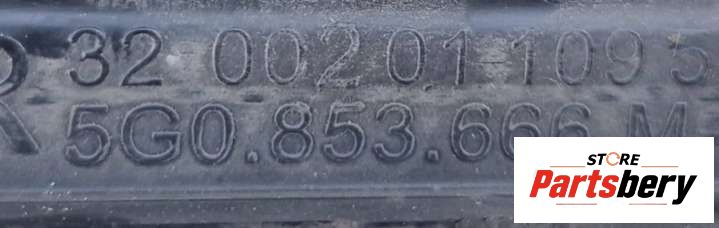 R 32 00201 1095
5G0.853.666 M
STORE
Partsbery